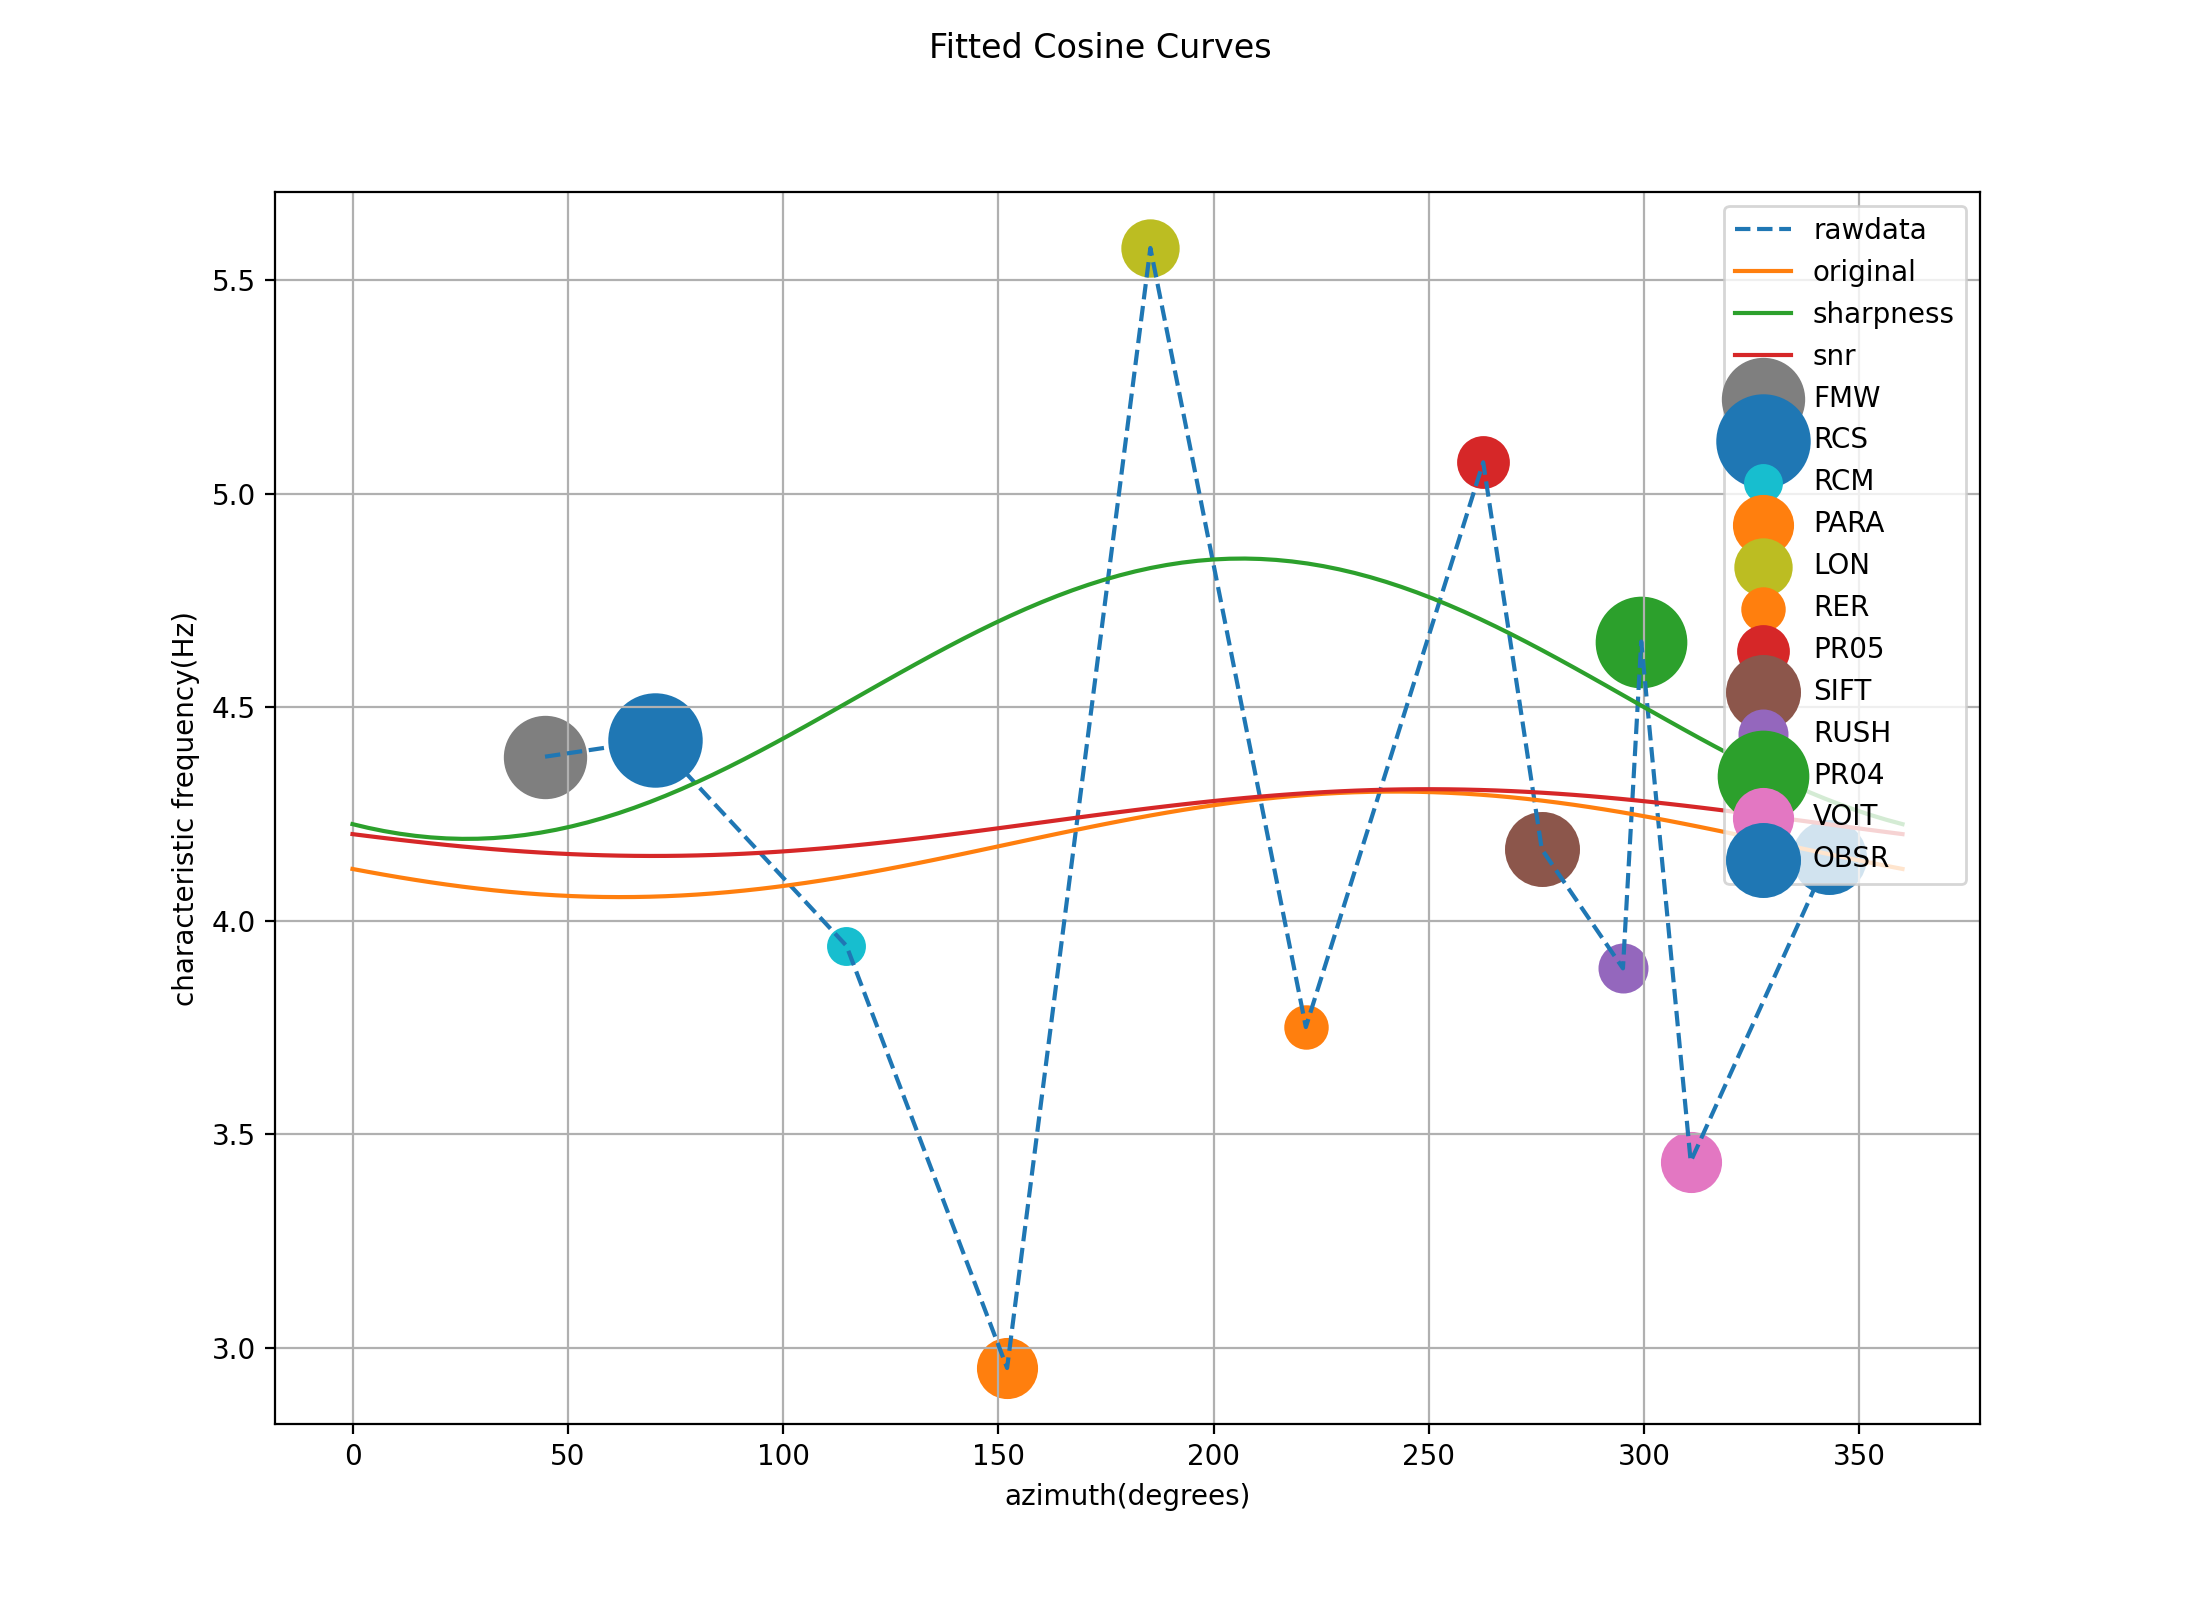 Fitted Cosine Curves
rawdata
original
sharpness
snr
FMW
RCS
RCM
PARA
LON
RER
PR05
SIFT
RUSH
PR04
VOIT
OBSR
5.5
5.0
4.5
4.0
3.5
3.0
characteristic frequency(Hz)
0 50 100 150 200 250 300 350
azimuth(degrees)